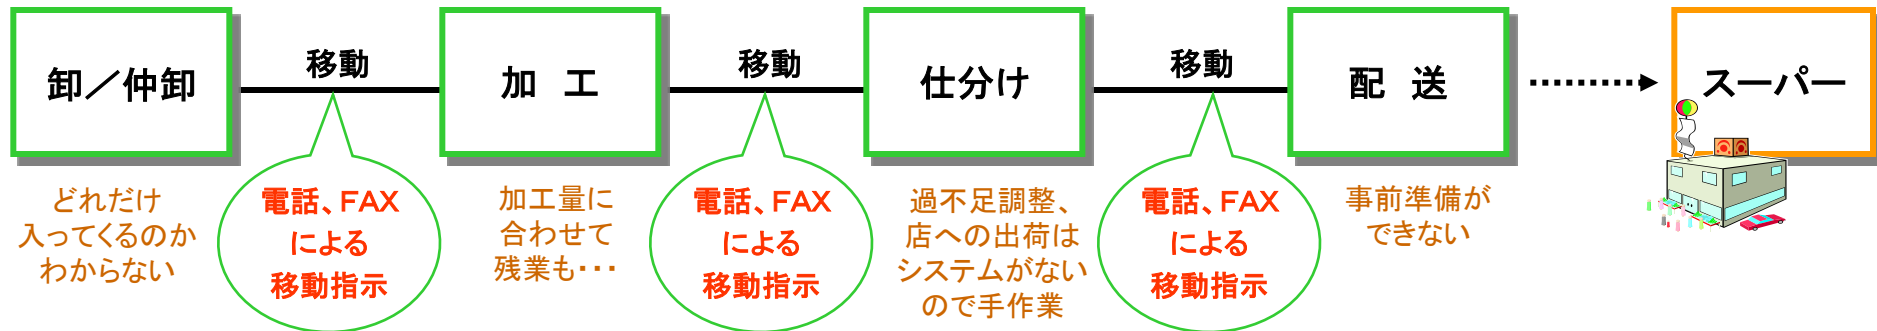 卸／仲卸
移動
加　工
移動
仕分け
移動
配　送
スーパー
どれだけ
入ってくるのか
わからない
電話、FAX
による
移動指示
加工量に
合わせて
残業も・・・
電話、FAX
による
移動指示
過不足調整、
店への出荷は
システムがない
ので手作業
電話、FAX
による
移動指示
事前準備が
できない